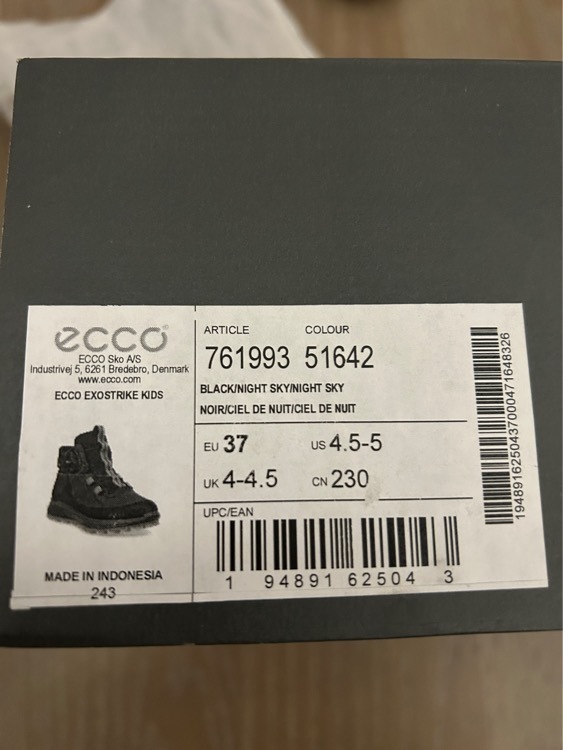 ecco
ECCO Sko A/S
Industrivej 5, 6261 Bredebro, Denmark
www.ecco.com
ECCO EXOSTRIKE KIDS
MADE IN INDONESIA
243
ARTICLE COLOUR
761993 51642
BLACK/NIGHT SKY/NIGHT SKY
NOIR/CIEL DE NUIT/CIEL DE NUIT
EU 37 US 4.5-5
UK 4-4.5 CN 230
UPC/EAN
1 94891 62504 3
1948916250437000471648326